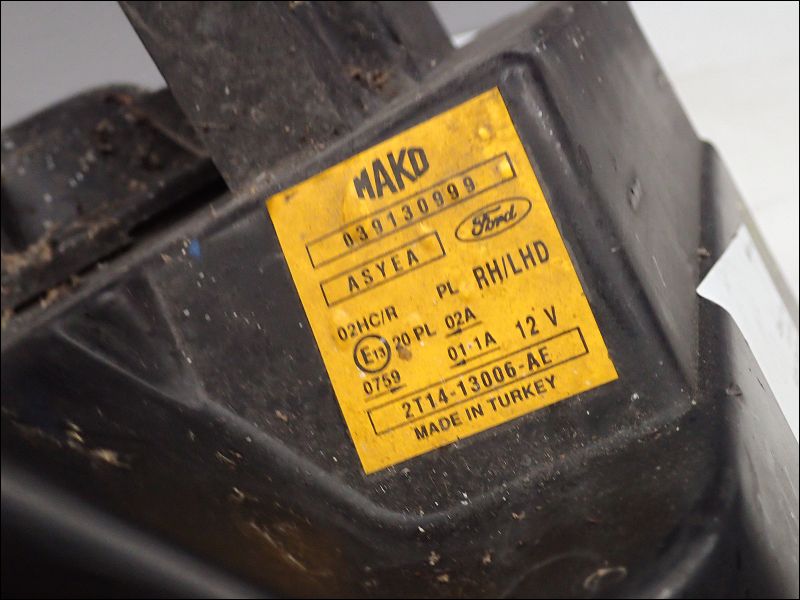 MAKO
039130999
Ford
ASYEA
PL RH/LHD
02HC/R
E13 20 PL 02A
0759 01-1A 12 V
2T14-13006-AE
MADE IN TURKEY